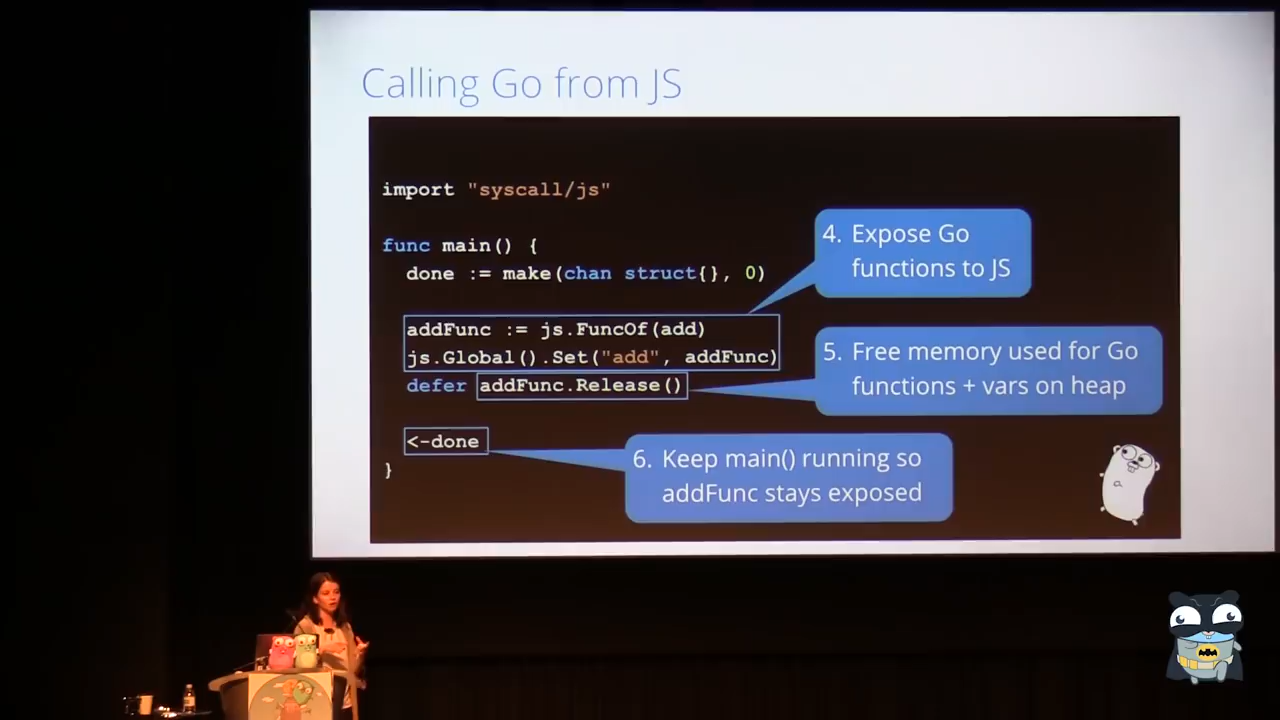 Calling Go from JS
import "syscall/js"
func main() {
done := make(chan struct{}, 0)
addFunc := js.FuncOf(add)
js.Global().Set("add", addFunc)
defer addFunc.Release()
<-done
}
4. Expose Go
functions to JS
5. Free memory used for Go
functions + vars on heap
6. Keep main() running so
addFunc stays exposed